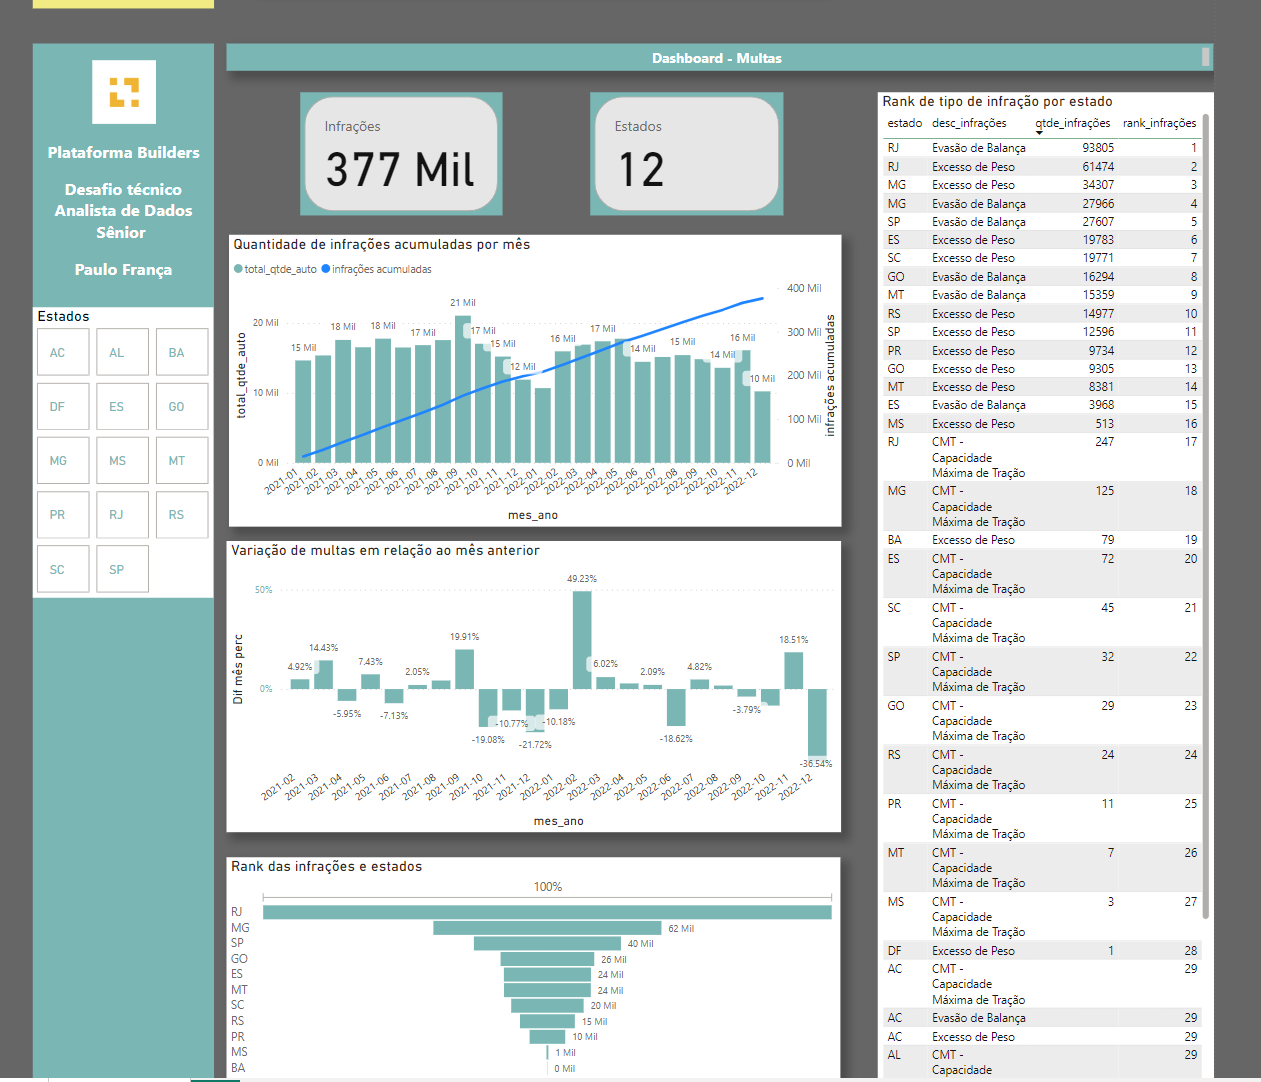 Plataforma Builders
Desafio técnico
Analista de Dados
Sênior
Paulo França
Estados
AC AL BA
DF ES GO
MG MS MT
PR RJ RS
SC SP
Dashboard - Multas
Infrações
377 Mil
Estados
12
Quantidade de infrações acumuladas por mês
total_qtde_auto infrações acumuladas
total_qtde_auto
20 Mil
10 Mil
0 Mil
15 Mil
18 Mil
18 Mil
17 Mil
21 Mil
17 Mil
15 Mil
12 Mil
16 Mil
17 Mil
14 Mil
15 Mil
14 Mil
16 Mil
10 Mil
400 Mil
300 Mil
200 Mil
100 Mil
0 Mil
infrações acumuladas
2021-01 2021-02 2021-03 2021-04 2021-05 2021-06 2021-07 2021-08 2021-09 2021-10 2021-11 2021-12 2022-01 2022-02 2022-03 2022-04 2022-05 2022-06 2022-07 2022-08 2022-09 2022-10 2022-11 2022-12
mes_ano
Variação de multas em relação ao mês anterior
Dif mês perc
50%
0%
4.92%
14.43%
-5.95%
7.43%
-7.13%
2.05%
19.91%
-19.08%
-10.77%
-21.72%
-10.18%
49.23%
6.02%
2.09%
-18.62%
4.82%
-3.79%
18.51%
-36.54%
2021-02 2021-03 2021-04 2021-05 2021-06 2021-07 2021-08 2021-09 2021-10 2021-11 2021-12 2022-01 2022-02 2022-03 2022-04 2022-05 2022-06 2022-07 2022-08 2022-09 2022-10 2022-11 2022-12
mes_ano
Rank das infrações e estados
100%
RJ
MG 62 Mil
SP 40 Mil
GO 26 Mil
ES 24 Mil
MT 24 Mil
SC 20 Mil
RS 15 Mil
PR 10 Mil
MS 1 Mil
BA 0 Mil
Rank de tipo de infração por estado
estado desc_infrações qtde_infrações rank_infrações
RJ Evasão de Balança 93805 1
RJ Excesso de Peso 61474 2
MG Excesso de Peso 34307 3
MG Evasão de Balança 27966 4
SP Evasão de Balança 27607 5
ES Excesso de Peso 19783 6
SC Excesso de Peso 19771 7
GO Evasão de Balança 16294 8
MT Evasão de Balança 15359 9
RS Excesso de Peso 14977 10
SP Excesso de Peso 12596 11
PR Excesso de Peso 9734 12
GO Excesso de Peso 9305 13
MT Excesso de Peso 8381 14
ES Evasão de Balança 3968 15
MS Excesso de Peso 513 16
RJ CMT - 247 17
Capacidade
Máxima de Tração
MG CMT - 125 18
Capacidade
Máxima de Tração
BA Excesso de Peso 79 19
ES CMT - 72 20
Capacidade
Máxima de Tração
SC CMT - 45 21
Capacidade
Máxima de Tração
SP CMT - 32 22
Capacidade
Máxima de Tração
GO CMT - 29 23
Capacidade
Máxima de Tração
RS CMT - 24 24
Capacidade
Máxima de Tração
PR CMT - 11 25
Capacidade
Máxima de Tração
MT CMT - 7 26
Capacidade
Máxima de Tração
MS CMT - 3 27
Capacidade
Máxima de Tração
DF Excesso de Peso 1 28
AC CMT - 29
Capacidade
Máxima de Tração
AC Evasão de Balança 29
AC Excesso de Peso 29
AL CMT - 29
Capacidade